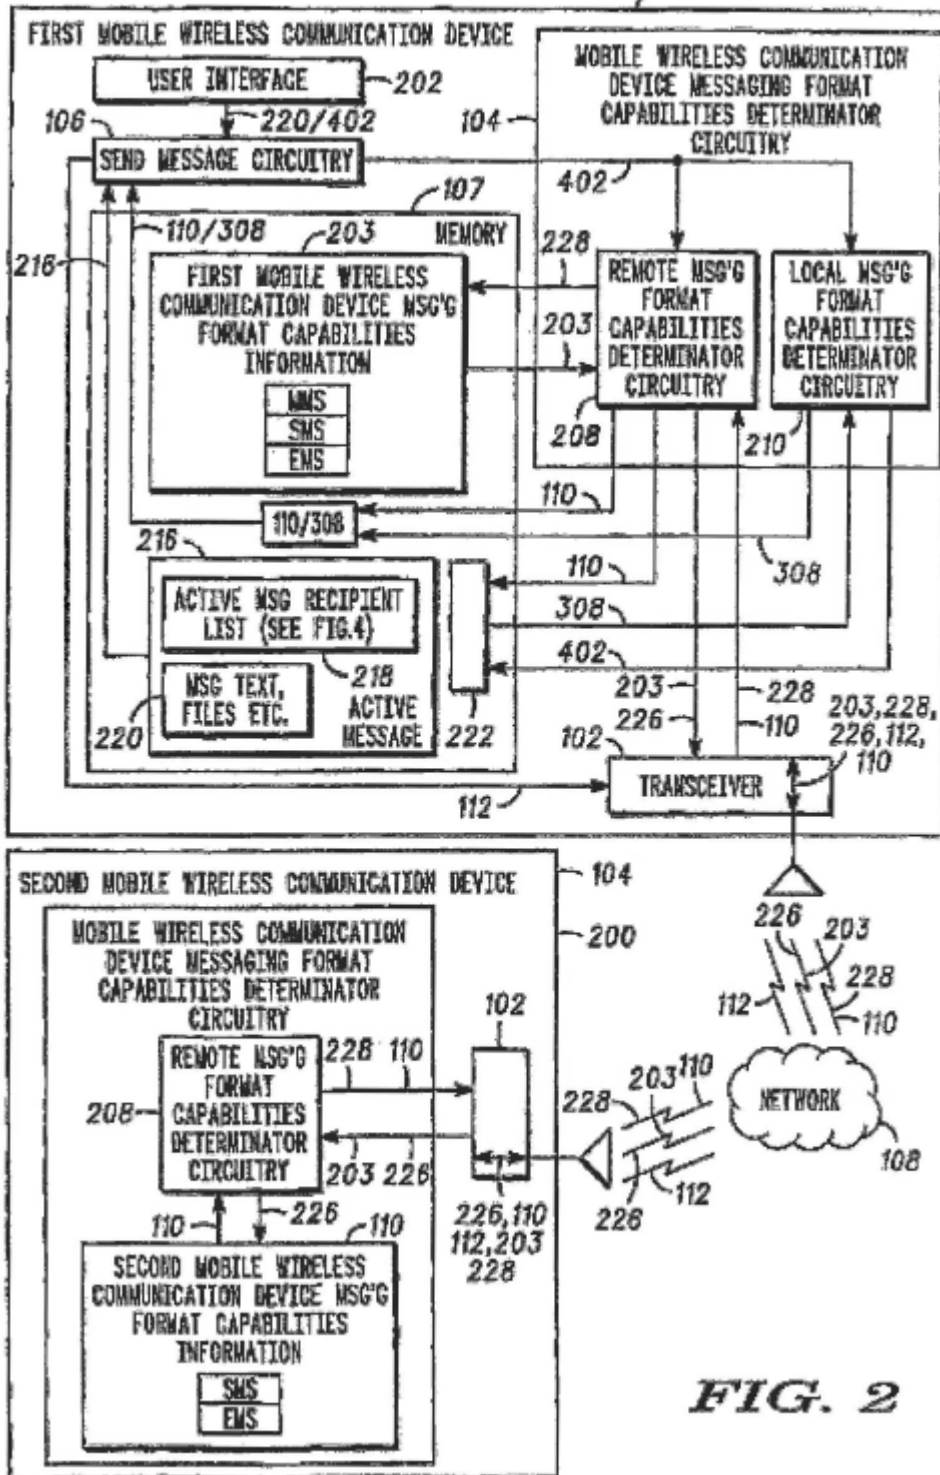 FIRST MOBILE WIRELESS COMMUNICATION DEVICE
USER INTERFACE
202
220/402
106
SEND MESSAGE CIRCUITRY
MOBILE WIRELESS COMMUNICATION
DEVICE MESSAGING FORMAT
CAPABILITIES DETERMINATOR
CIRCUITRY
104
402
107
MEMORY
110/308
216
203
FIRST MOBILE WIRELESS
COMMUNICATION DEVICE MSG'G
FORMAT CAPABILITIES
INFORMATION
MMS
SMS
EMS
228
203
REMOTE MSG'G
FORMAT
CAPABILITIES
DETERMINATOR
CIRCUITRY
208
LOCAL MSG'G
FORMAT
CAPABILITIES
DETERMINATOR
CIRCUITRY
210
110
110/308
308
216
ACTIVE MSG RECIPIENT
LIST (SEE FIG.4)
218
MSG TEXT,
FILES ETC.
220
ACTIVE
MESSAGE
222
110
308
402
203
226
228
110
102
TRANSCEIVER
203,228,
226,112,
110
112
SECOND MOBILE WIRELESS COMMUNICATION DEVICE
104
200
MOBILE WIRELESS COMMUNICATION
DEVICE MESSAGING FORMAT
CAPABILITIES DETERMINATOR
CIRCUITRY
REMOTE MSG'G
FORMAT
CAPABILITIES
DETERMINATOR
CIRCUITRY
208
228
110
203
226
102
226,110
112,203
228
110
226
110
SECOND MOBILE WIRELESS
COMMUNICATION DEVICE MSG'G
FORMAT CAPABILITIES
INFORMATION
SMS
EMS
226
203
112
228
110
NETWORK
108
228
203
110
226
112
FIG. 2